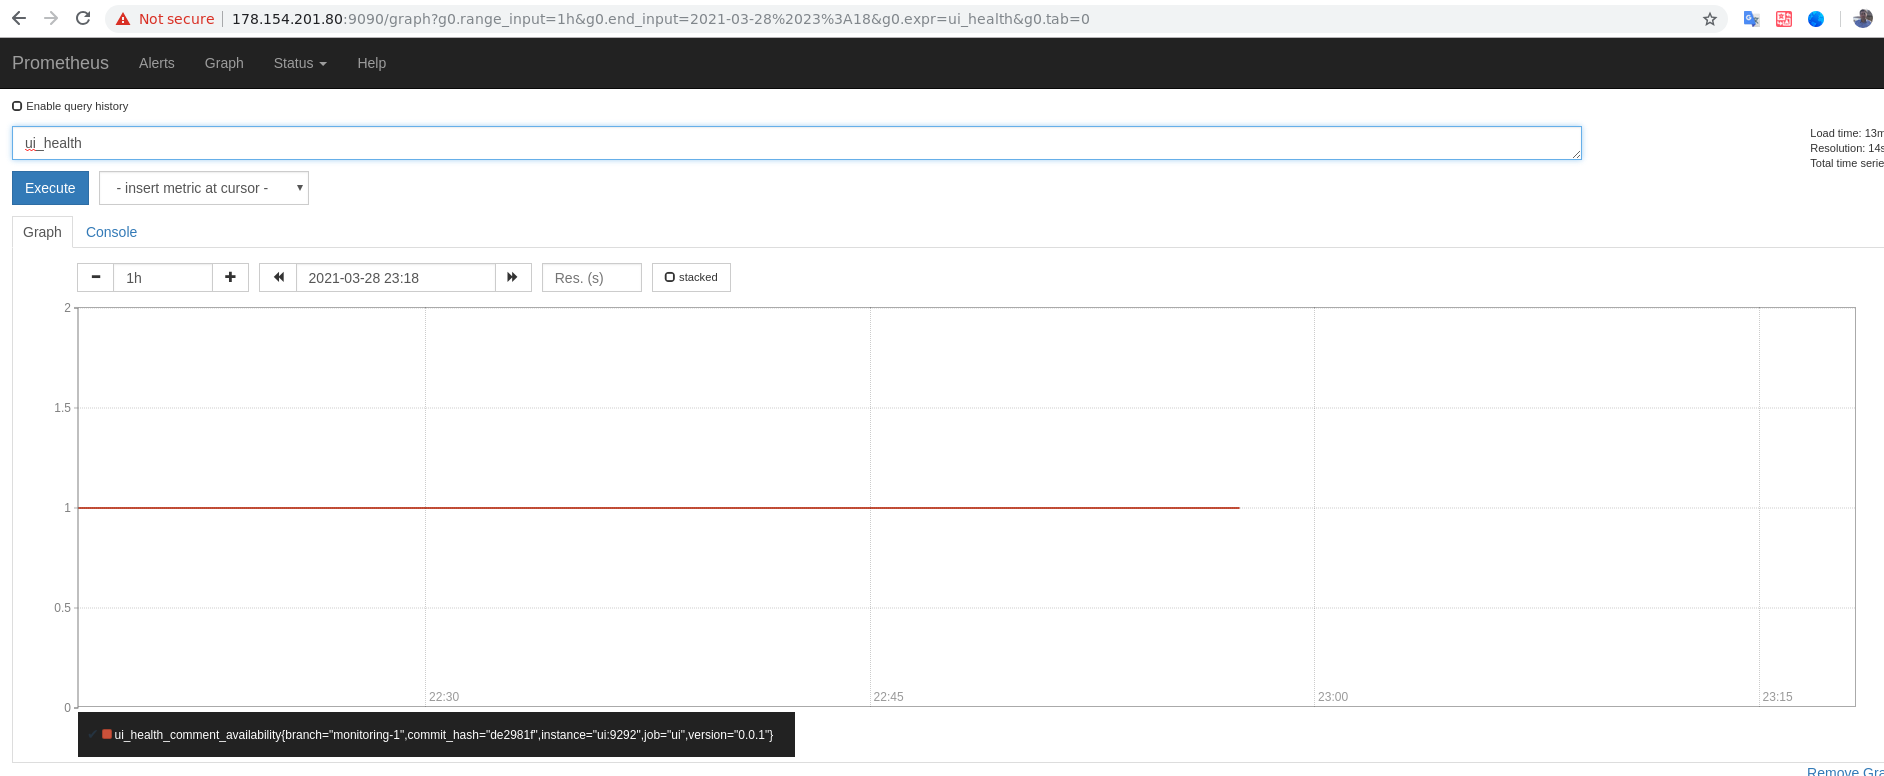 Not secure 178.154.201.80:9090/graph?g0.range_input=1h&g0.end_input=2021-03-28%2023%3A18&g0.expr=ui_health&g0.tab=0
Prometheus Alerts Graph Status Help
Enable query history
ui_health
Load time: 13m
Resolution: 14s
Total time serie
Execute - insert metric at cursor -
Graph Console
1h 2021-03-28 23:18 Res. (s) stacked
2
1.5
1
0.5
0
22:30 22:45 23:00 23:15
ui_health_comment_availability{branch="monitoring-1",commit_hash="de2981f",instance="ui:9292",job="ui",version="0.0.1"}
Remove Gra